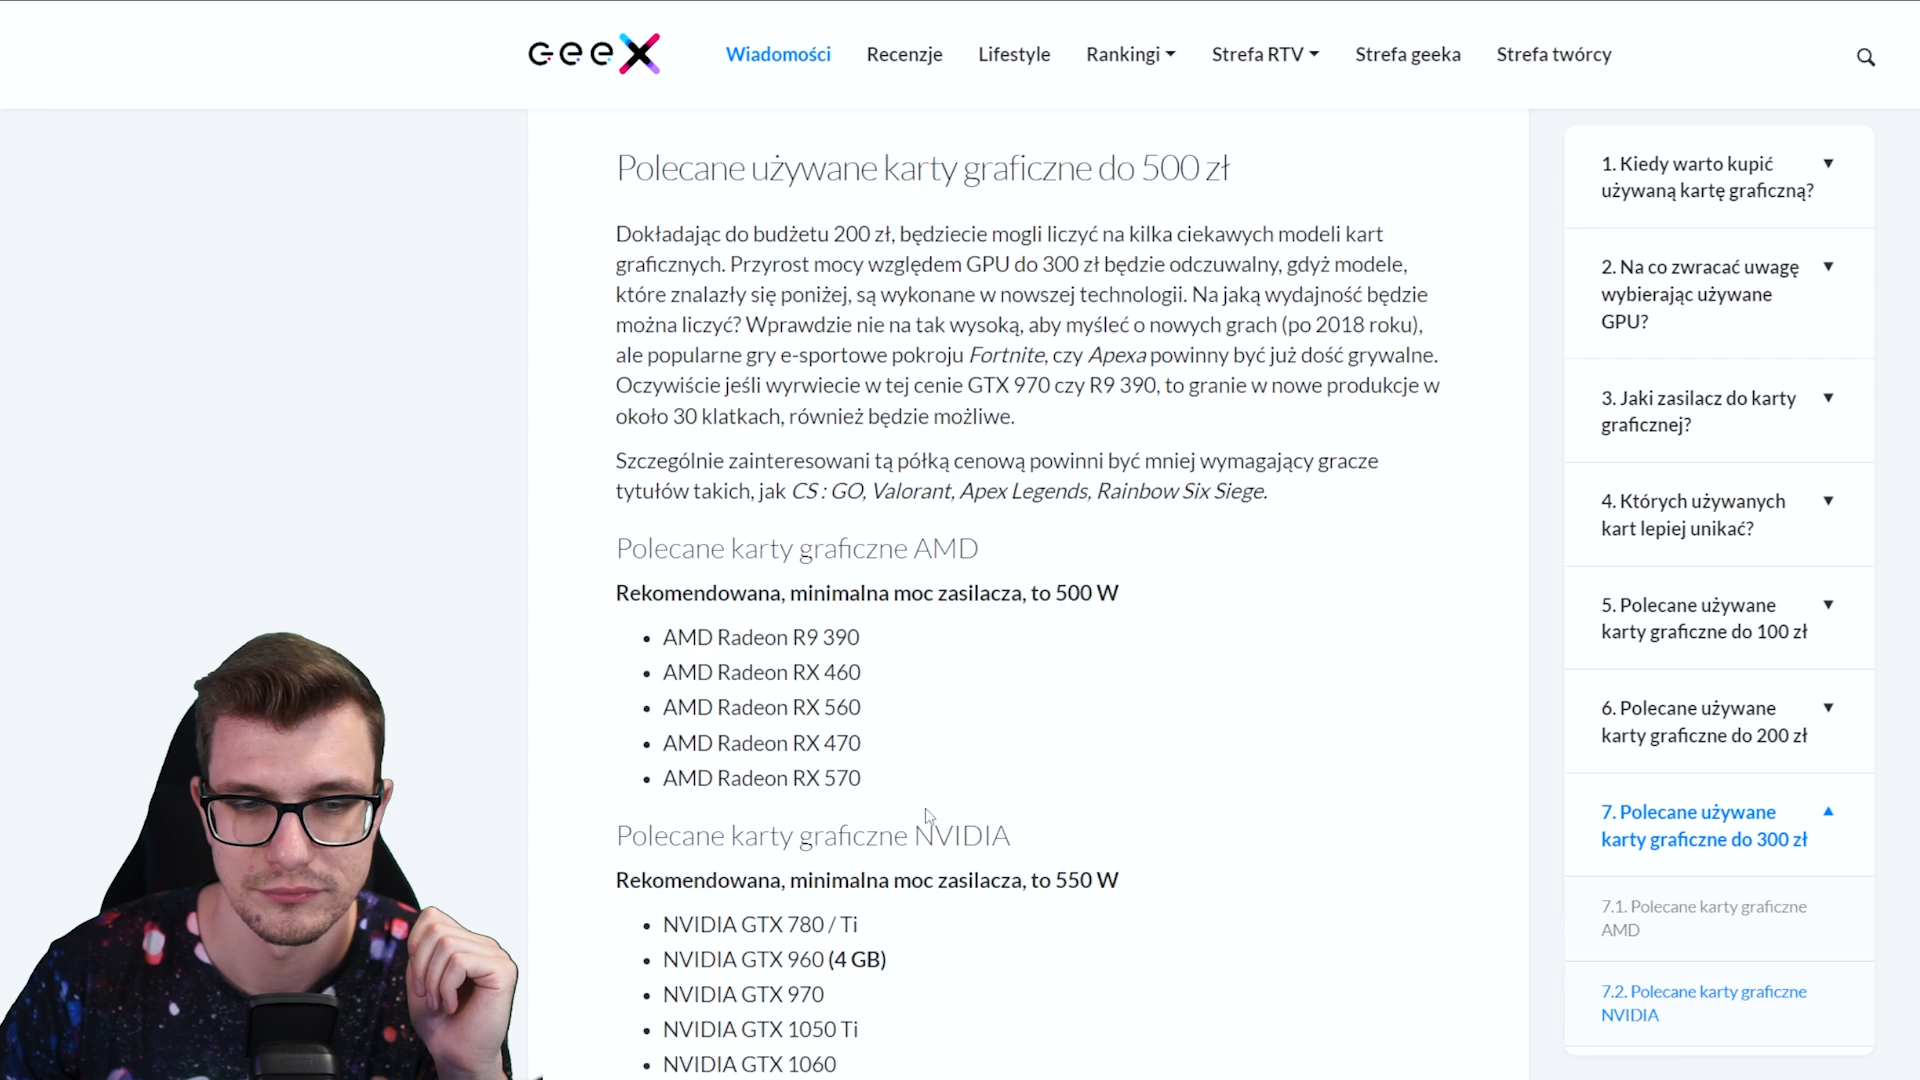 GeeX
Wiadomości
Recenzje
Lifestyle
Rankingi
Strefa RTV
Strefa geeka
Strefa twórcy
Polecane używane karty graficzne do 500 zł
Dokładając do budżetu 200 zł, będziecie mogli liczyć na kilka ciekawych modeli kart
graficznych. Przyrost mocy względem GPU do 300 zł będzie odczuwalny, gdyż modele,
które znalazły się poniżej, są wykonane w nowszej technologii. Na jaką wydajność będzie
można liczyć? Wprawdzie nie na tak wysoką, aby myśleć o nowych grach (po 2018 roku),
ale popularne gry e-sportowe pokroju Fortnite, czy Apexa powinny być już dość grywalne.
Oczywiście jeśli wyrwiecie w tej cenie GTX 970 czy R9 390, to granie w nowe produkcje w
około 30 klatkach, również będzie możliwe.
Szczególnie zainteresowani tą półką cenową powinni być mniej wymagający gracze
tytułów takich, jak CS : GO, Valorant, Apex Legends, Rainbow Six Siege.
Polecane karty graficzne AMD
Rekomendowana, minimalna moc zasilacza, to 500 W
• AMD Radeon R9 390
• AMD Radeon RX 460
• AMD Radeon RX 560
• AMD Radeon RX 470
• AMD Radeon RX 570
Polecane karty graficzne NVIDIA
Rekomendowana, minimalna moc zasilacza, to 550 W
• NVIDIA GTX 780 / Ti
• NVIDIA GTX 960 (4 GB)
• NVIDIA GTX 970
• NVIDIA GTX 1050 Ti
• NVIDIA GTX 1060
1. Kiedy warto kupić
używaną kartę graficzną?
2. Na co zwracać uwagę
wybierając używane
GPU?
3. Jaki zasilacz do karty
graficznej?
4. Których używanych
kart lepiej unikać?
5. Polecane używane
karty graficzne do 100 zł
6. Polecane używane
karty graficzne do 200 zł
7. Polecane używane
karty graficzne do 300 zł
7.1. Polecane karty graficzne
AMD
7.2. Polecane karty graficzne
NVIDIA